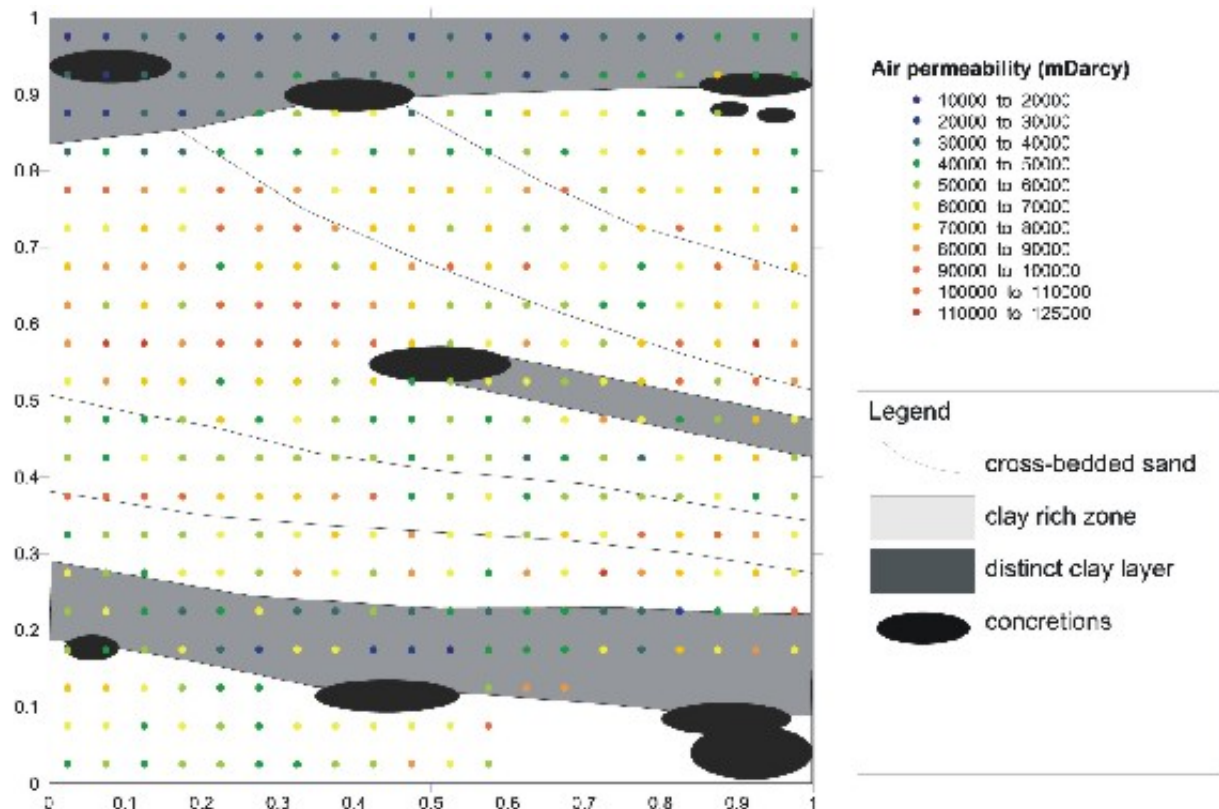 1
0.9
0.8
0.7
0.6
0.5
0.4
0.3
0.2
0.1
0
0 0.1 0.2 0.3 0.4 0.5 0.6 0.7 0.8 0.9 1
Air permeability (mDarcy)
10000 to 20000
20000 to 30000
30000 to 40000
40000 to 50000
50000 to 60000
60000 to 70000
70000 to 80000
80000 to 90000
90000 to 100000
100000 to 110000
110000 to 125000
Legend
cross-bedded sand
clay rich zone
distinct clay layer
concretions